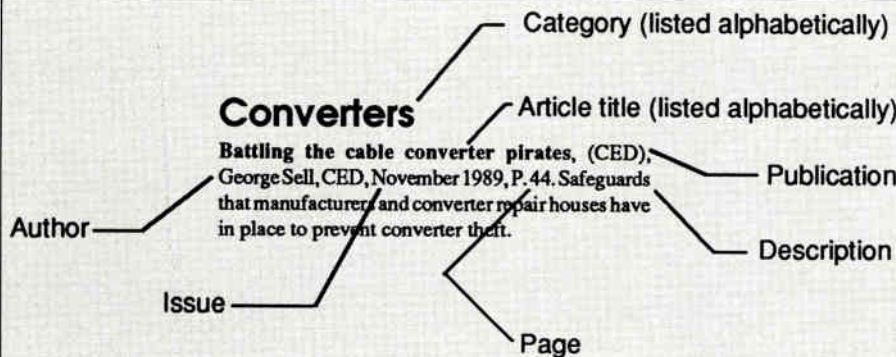 Category (listed alphabetically)
Converters
Article title (listed alphabetically)
Battling the cable converter pirates, (CED),
George Sell, CED, November 1989, P. 44. Safeguards
that manufacturers and converter repair houses have
in place to prevent converter theft.
Publication
Author
Description
Issue
Page